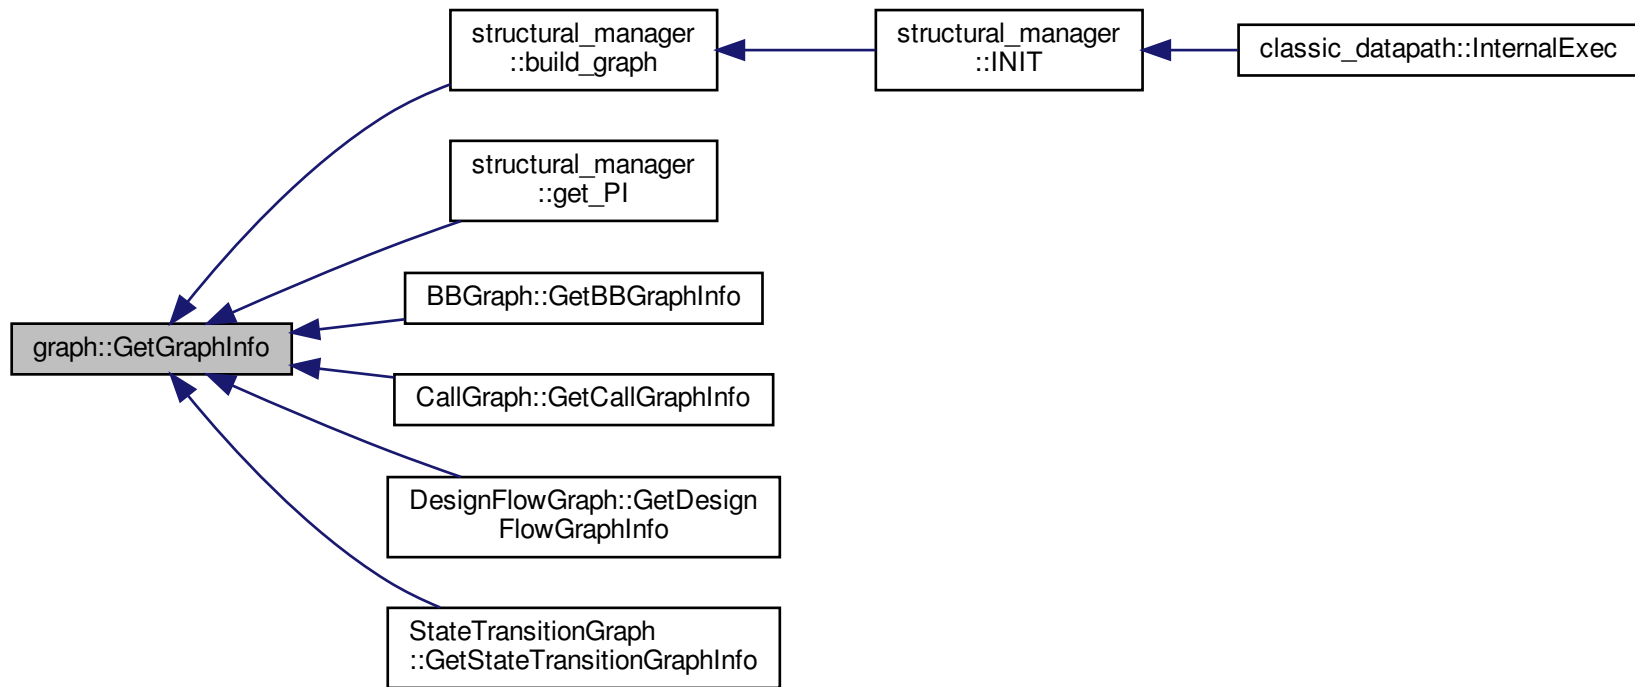 structural_manager
::build_graph
structural_manager
::INIT
classic_datapath::InternalExec
structural_manager
::get_PI
BBGraph::GetBBGraphInfo
graph::GetGraphInfo
CallGraph::GetCallGraphInfo
DesignFlowGraph::GetDesign
FlowGraphInfo
StateTransitionGraph
::GetStateTransitionGraphInfo